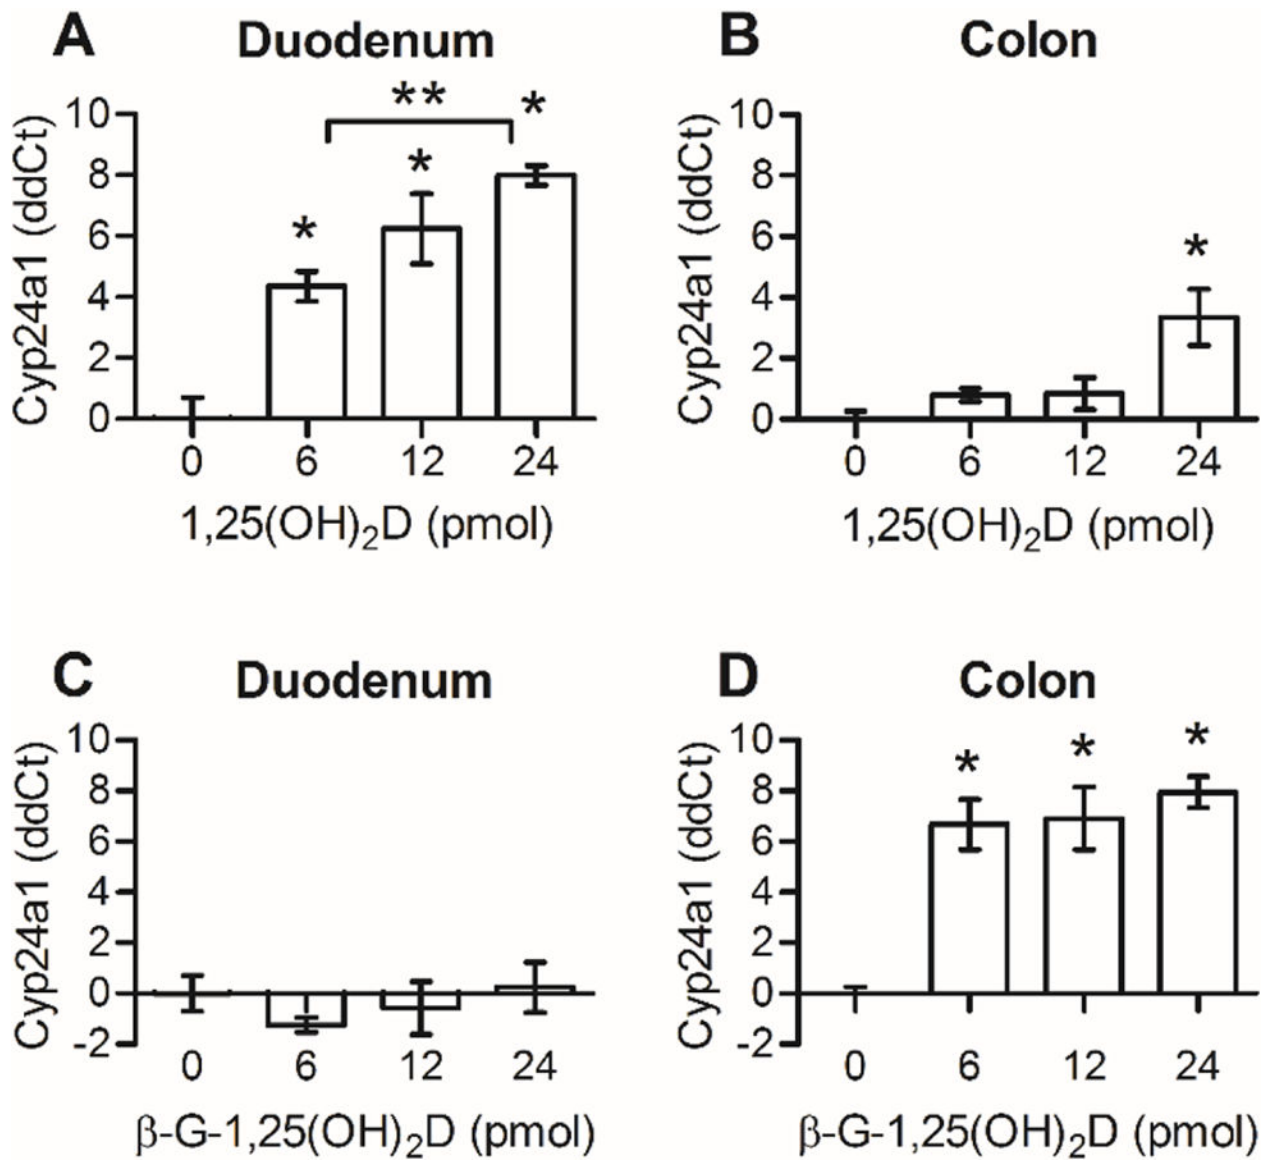 A Duodenum
** *
*
*
Cyp24a1 (ddCt)
10
8
6
4
2
0
0 6 12 24
1,25(OH)₂D (pmol)
B Colon
*
Cyp24a1 (ddCt)
10
8
6
4
2
0
0 6 12 24
1,25(OH)₂D (pmol)
C Duodenum
Cyp24a1 (ddCt)
10
8
6
4
2
0
-2
0 6 12 24
β-G-1,25(OH)₂D (pmol)
D Colon
* * *
Cyp24a1 (ddCt)
10
8
6
4
2
0
-2
0 6 12 24
β-G-1,25(OH)₂D (pmol)